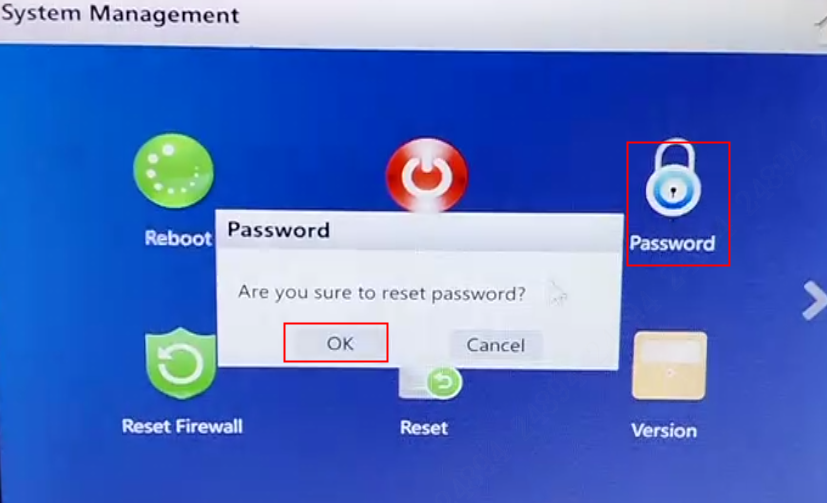 System Management
Reboot
Password
Password
Are you sure to reset password?
OK
Cancel
Reset Firewall
Reset
Version